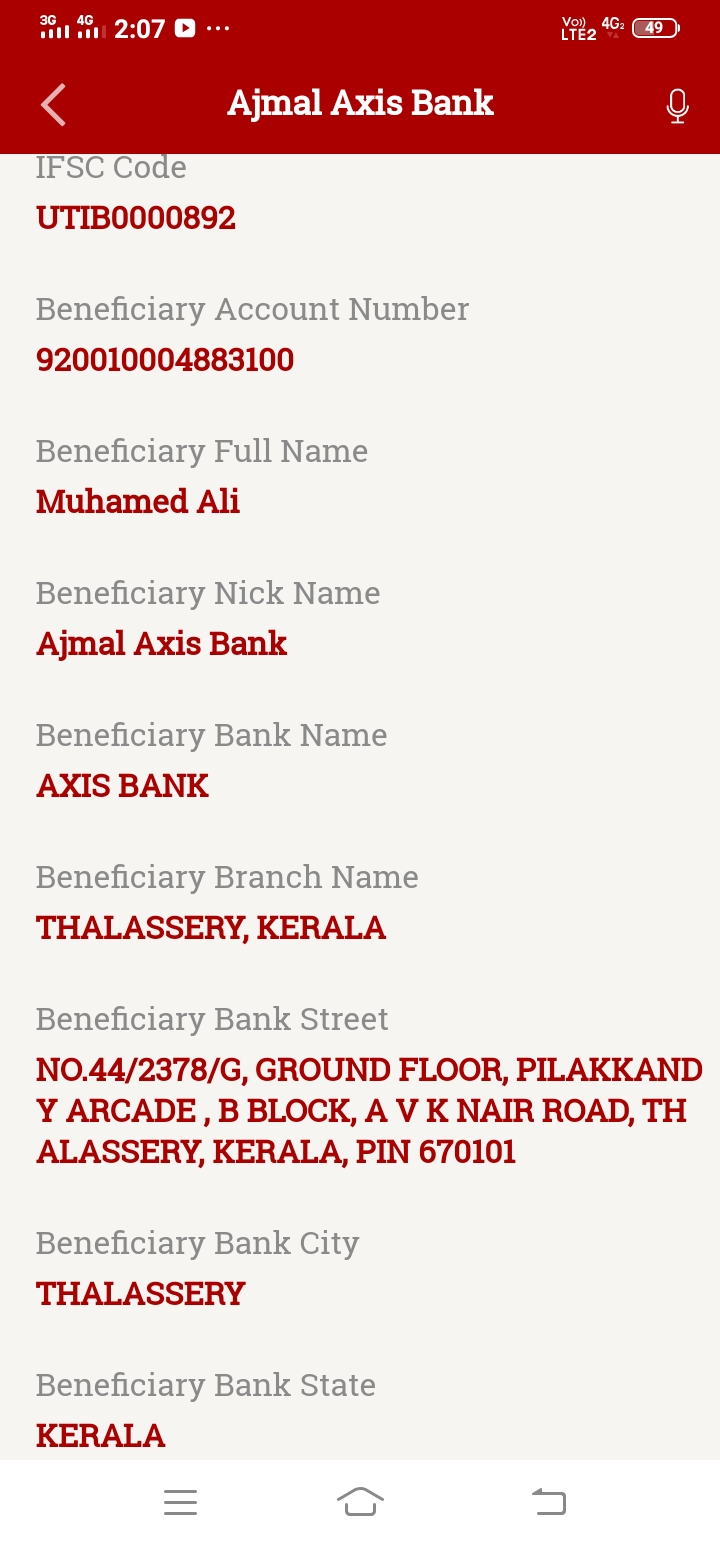 3G 4G 2:07 ... Vo)) LTE2 4G2 49
Ajmal Axis Bank
IFSC Code
UTIB0000892
Beneficiary Account Number
920010004883100
Beneficiary Full Name
Muhamed Ali
Beneficiary Nick Name
Ajmal Axis Bank
Beneficiary Bank Name
AXIS BANK
Beneficiary Branch Name
THALASSERY, KERALA
Beneficiary Bank Street
NO.44/2378/G, GROUND FLOOR, PILAKKAND
Y ARCADE , B BLOCK, A V K NAIR ROAD, TH
ALASSERY, KERALA, PIN 670101
Beneficiary Bank City
THALASSERY
Beneficiary Bank State
KERALA